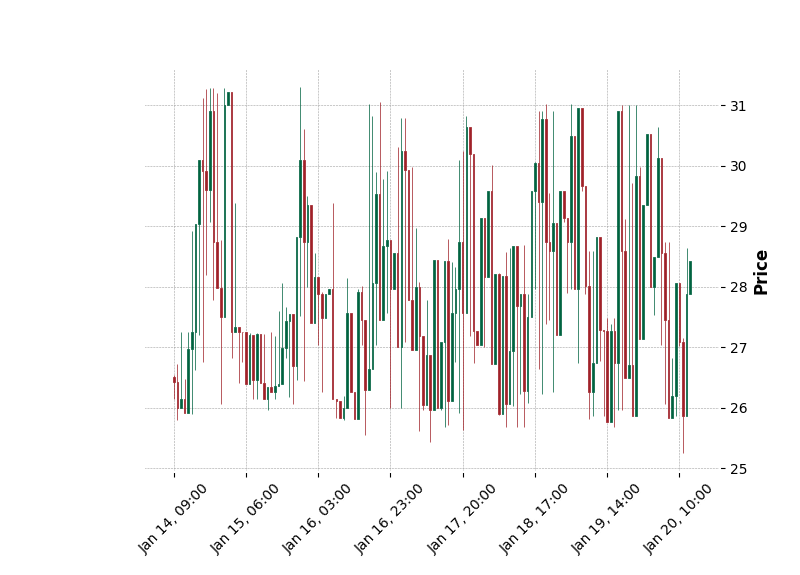 31
30
29
28
27
26
25
Price
Jan 14, 09:00
Jan 15, 06:00
Jan 16, 03:00
Jan 16, 23:00
Jan 17, 20:00
Jan 18, 17:00
Jan 19, 14:00
Jan 20, 10:00